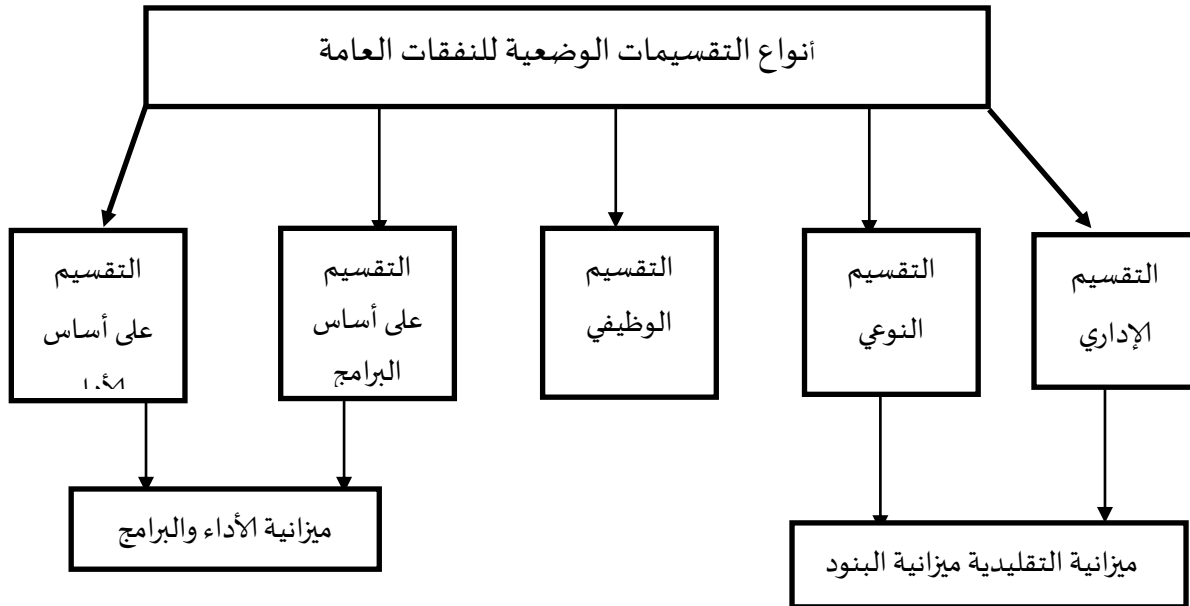 أنواع التقسيمات الوضعية للنفقات العامة
التقسيم
الإداري
التقسيم
النوعي
التقسيم
الوظيفي
التقسيم
على أساس
البرامج
التقسيم
على أساس
ميزانية التقليدية ميزانية البنود
ميزانية الأداء والبرامج